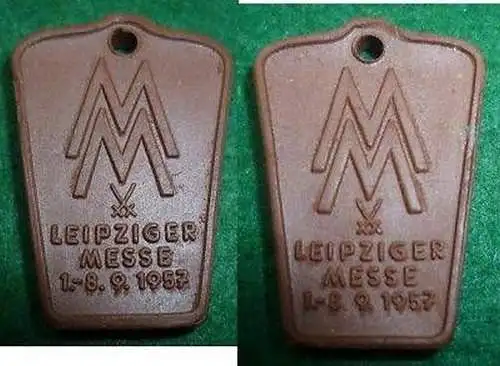 M
M
LEIPZIGER
MESSE
1.-8. 9. 1957
M
M
LEIPZIGER
MESSE
1.-8. 9. 1957